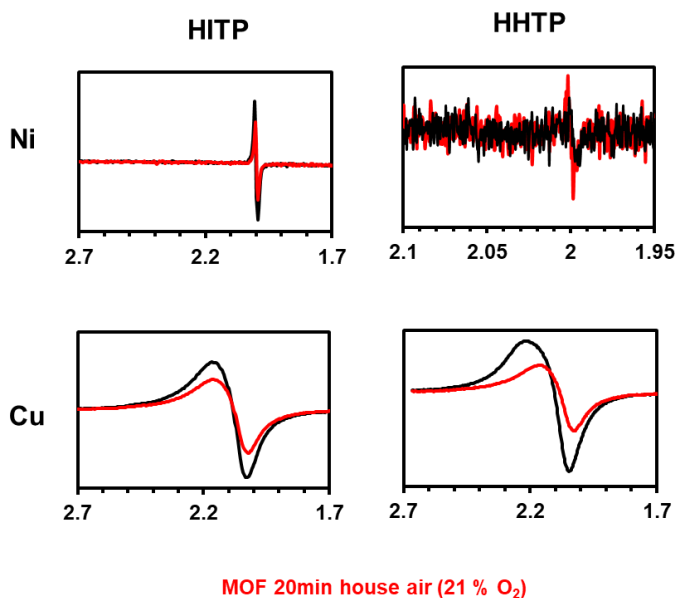 HITP HHTP
Ni
2.7 2.2 1.7 2.1 2.05 2 1.95
Cu
2.7 2.2 1.7 2.7 2.2 1.7
MOF 20min house air (21 % O₂)